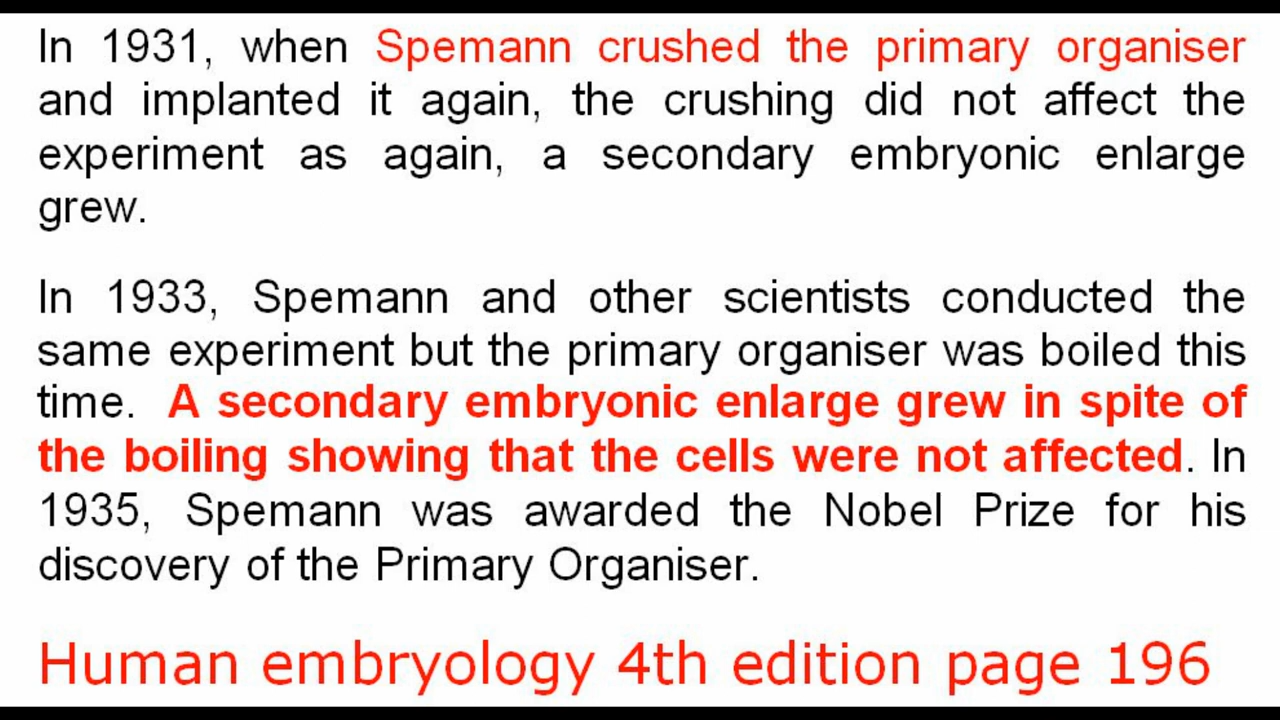 In 1931, when Spemann crushed the primary organiser
and implanted it again, the crushing did not affect the
experiment as again, a secondary embryonic enlarge
grew.
In 1933, Spemann and other scientists conducted the
same experiment but the primary organiser was boiled this
time. A secondary embryonic enlarge grew in spite of
the boiling showing that the cells were not affected. In
1935, Spemann was awarded the Nobel Prize for his
discovery of the Primary Organiser.
Human embryology 4th edition page 196